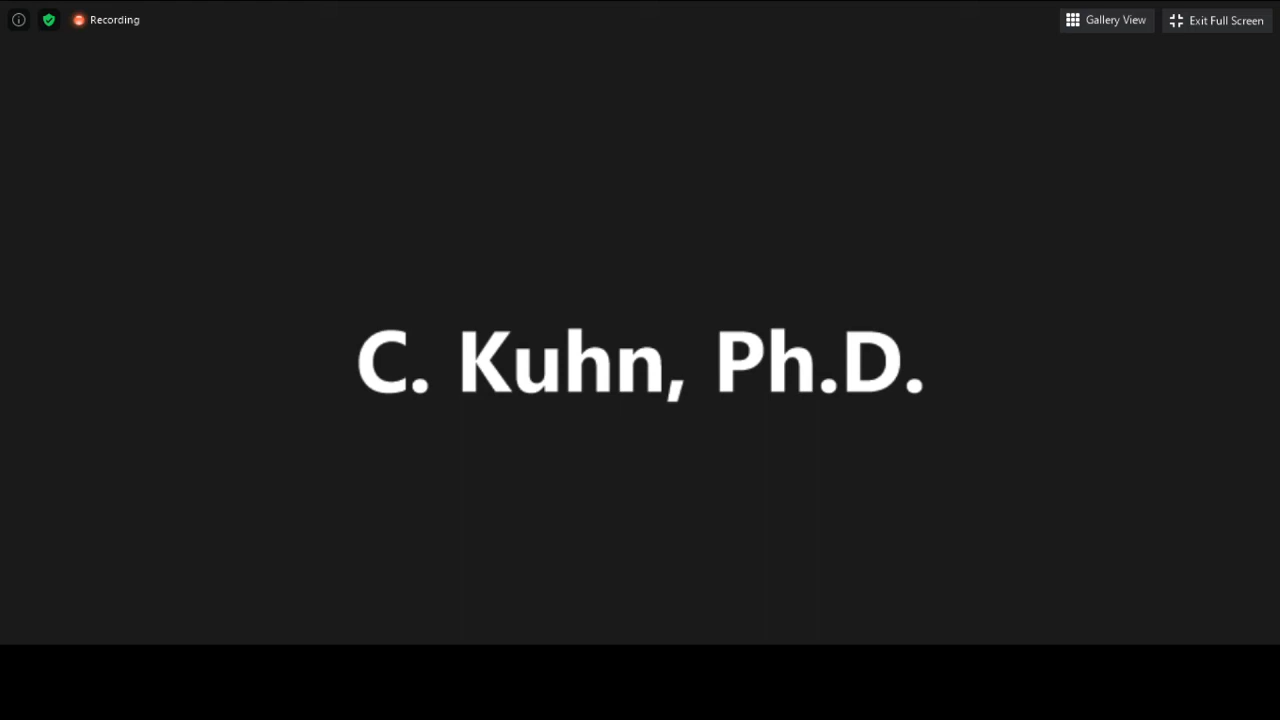 Recording
Gallery View
Exit Full Screen
C. Kuhn, Ph.D.